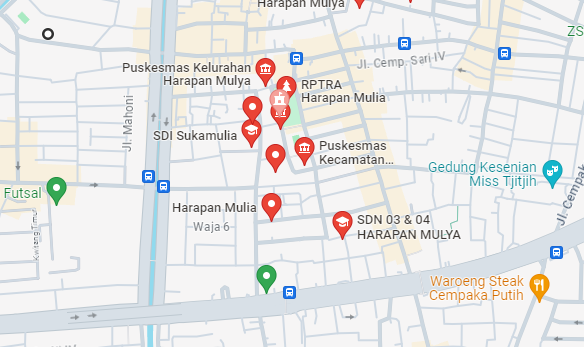 Harapan Mulya
ZS
Puskesmas Kelurahan
Harapan Mulya
Jl. Cemp. Sari IV
RPTRA
Harapan Mulia
Jl. Mahoni
SDI Sukamulia
Puskesmas
Kecamatan...
Gedung Kesenian
Miss Tjitjih
Futsal
Jl. Cempak
Harapan Mulia
Waja 6
SDN 03 & 04
HARAPAN MULYA
Kwitang Timur
Waroeng Steak
Cempaka Putih